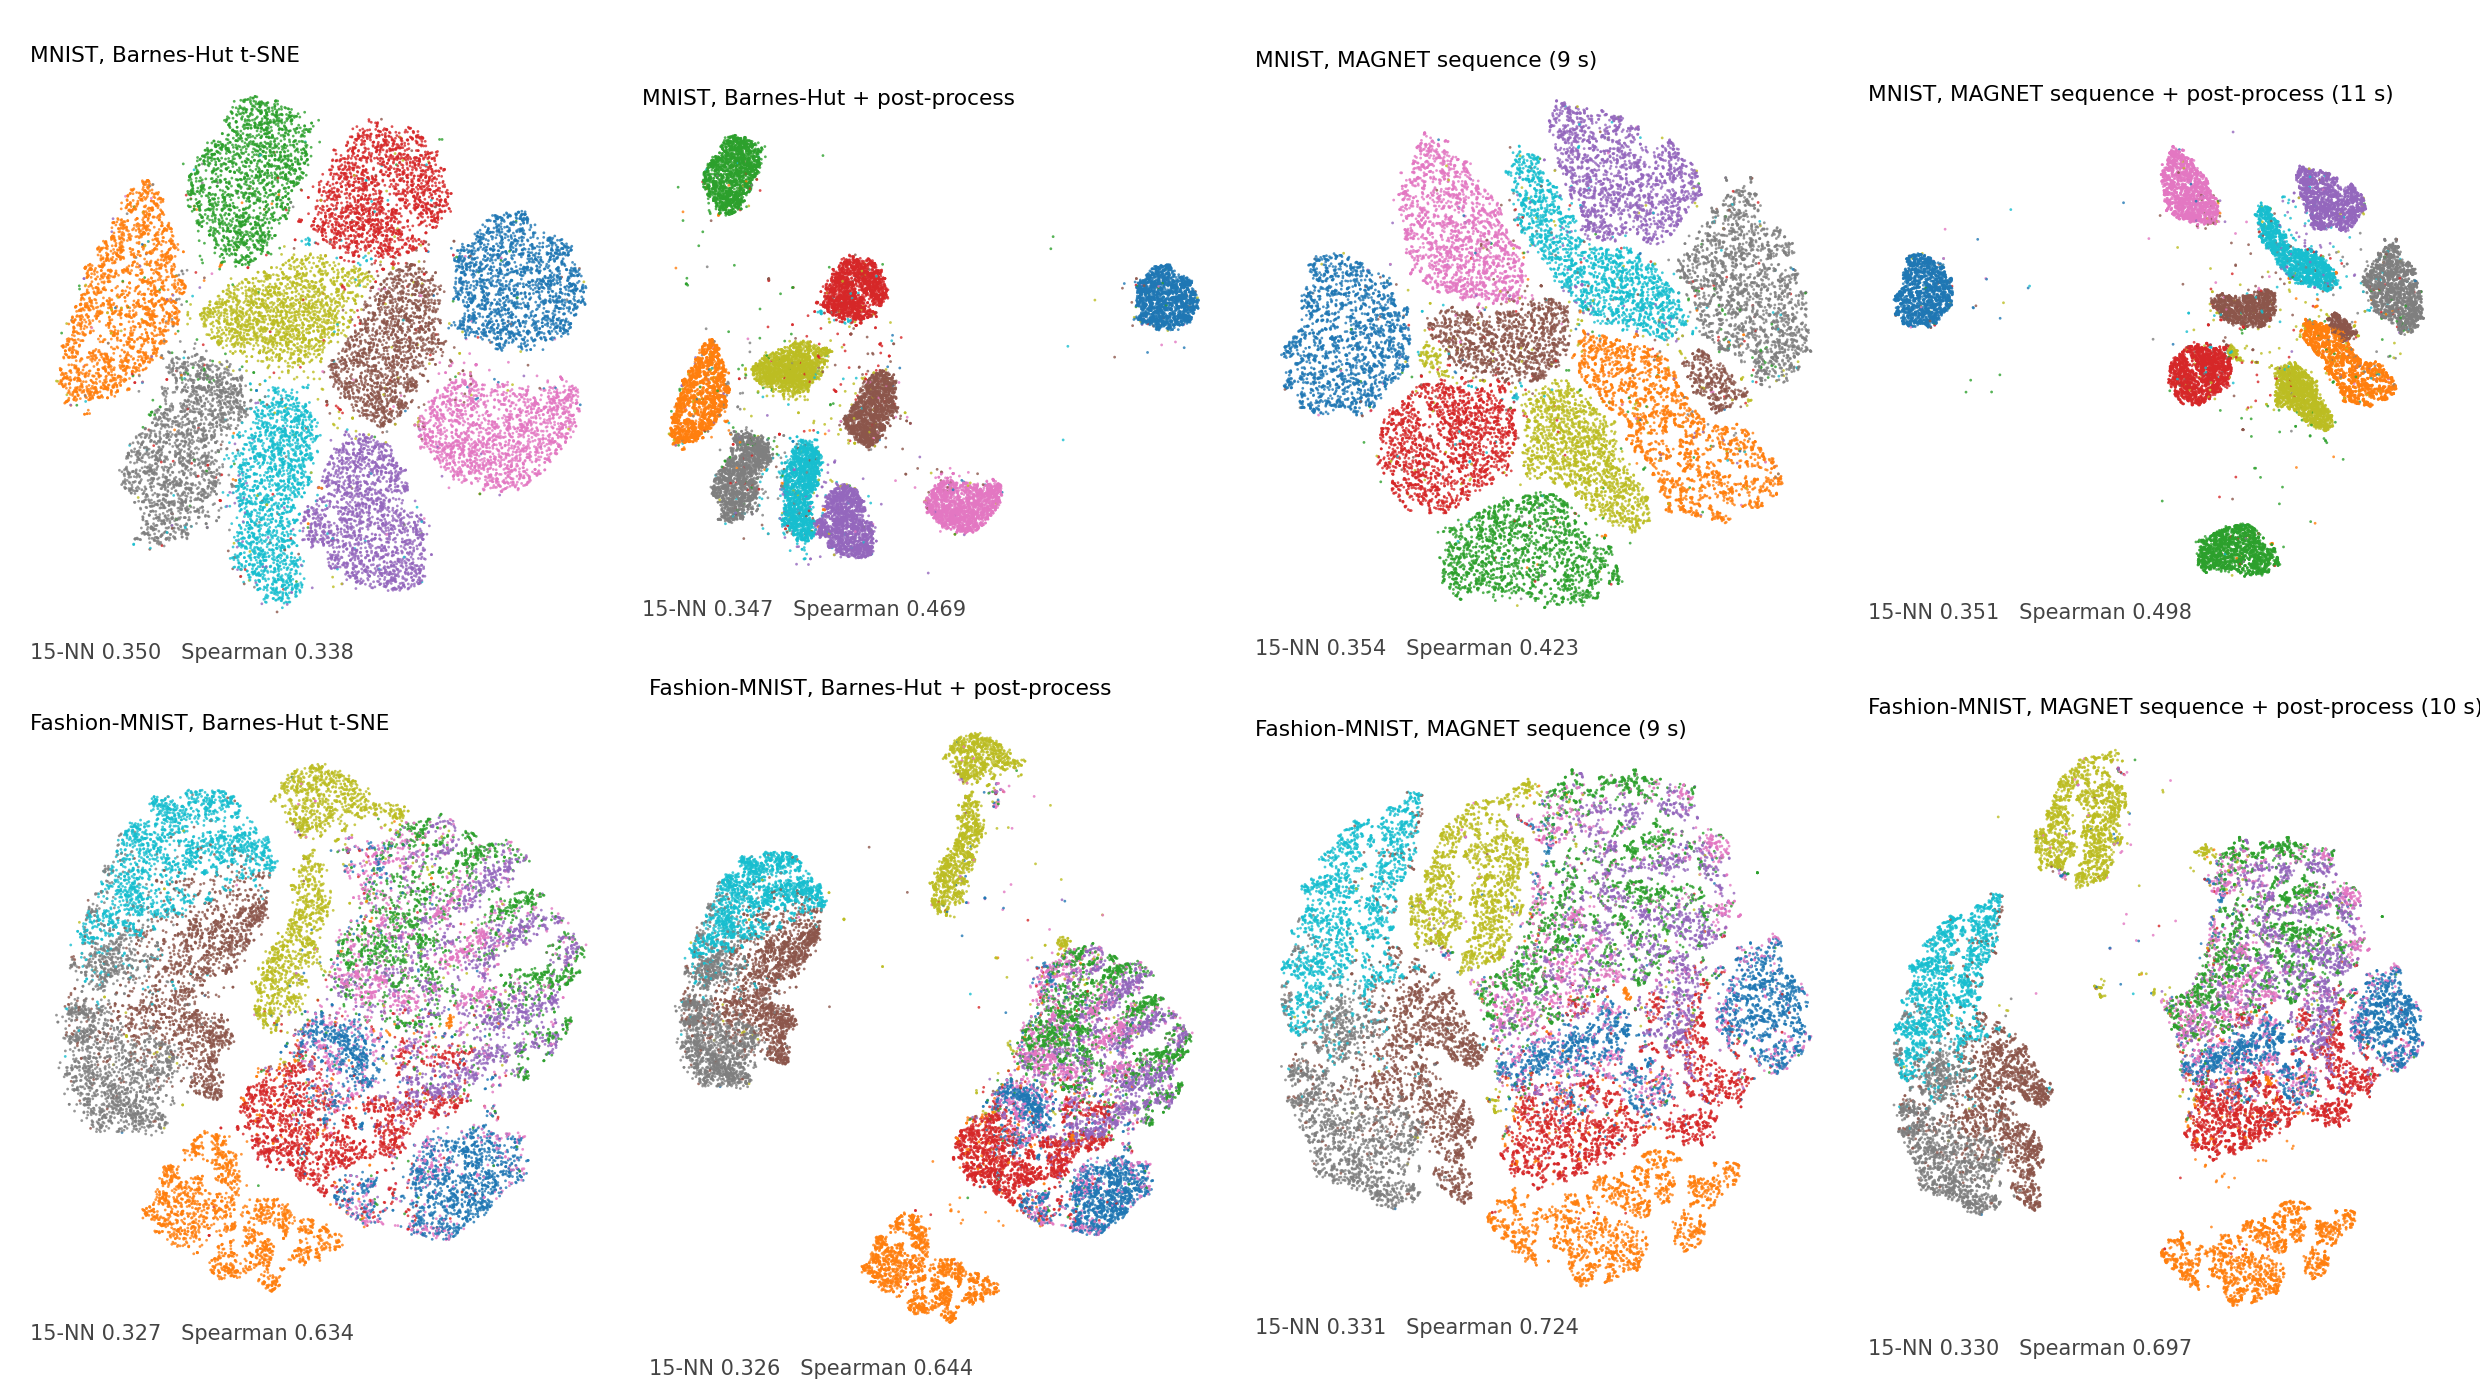 MNIST, Barnes-Hut t-SNE
MNIST, Barnes-Hut + post-process
MNIST, MAGNET sequence (9 s)
MNIST, MAGNET sequence + post-process (11 s)
15-NN 0.350 Spearman 0.338
15-NN 0.347 Spearman 0.469
15-NN 0.354 Spearman 0.423
15-NN 0.351 Spearman 0.498
Fashion-MNIST, Barnes-Hut t-SNE
Fashion-MNIST, Barnes-Hut + post-process
Fashion-MNIST, MAGNET sequence (9 s)
Fashion-MNIST, MAGNET sequence + post-process (10 s)
15-NN 0.327 Spearman 0.634
15-NN 0.326 Spearman 0.644
15-NN 0.331 Spearman 0.724
15-NN 0.330 Spearman 0.697